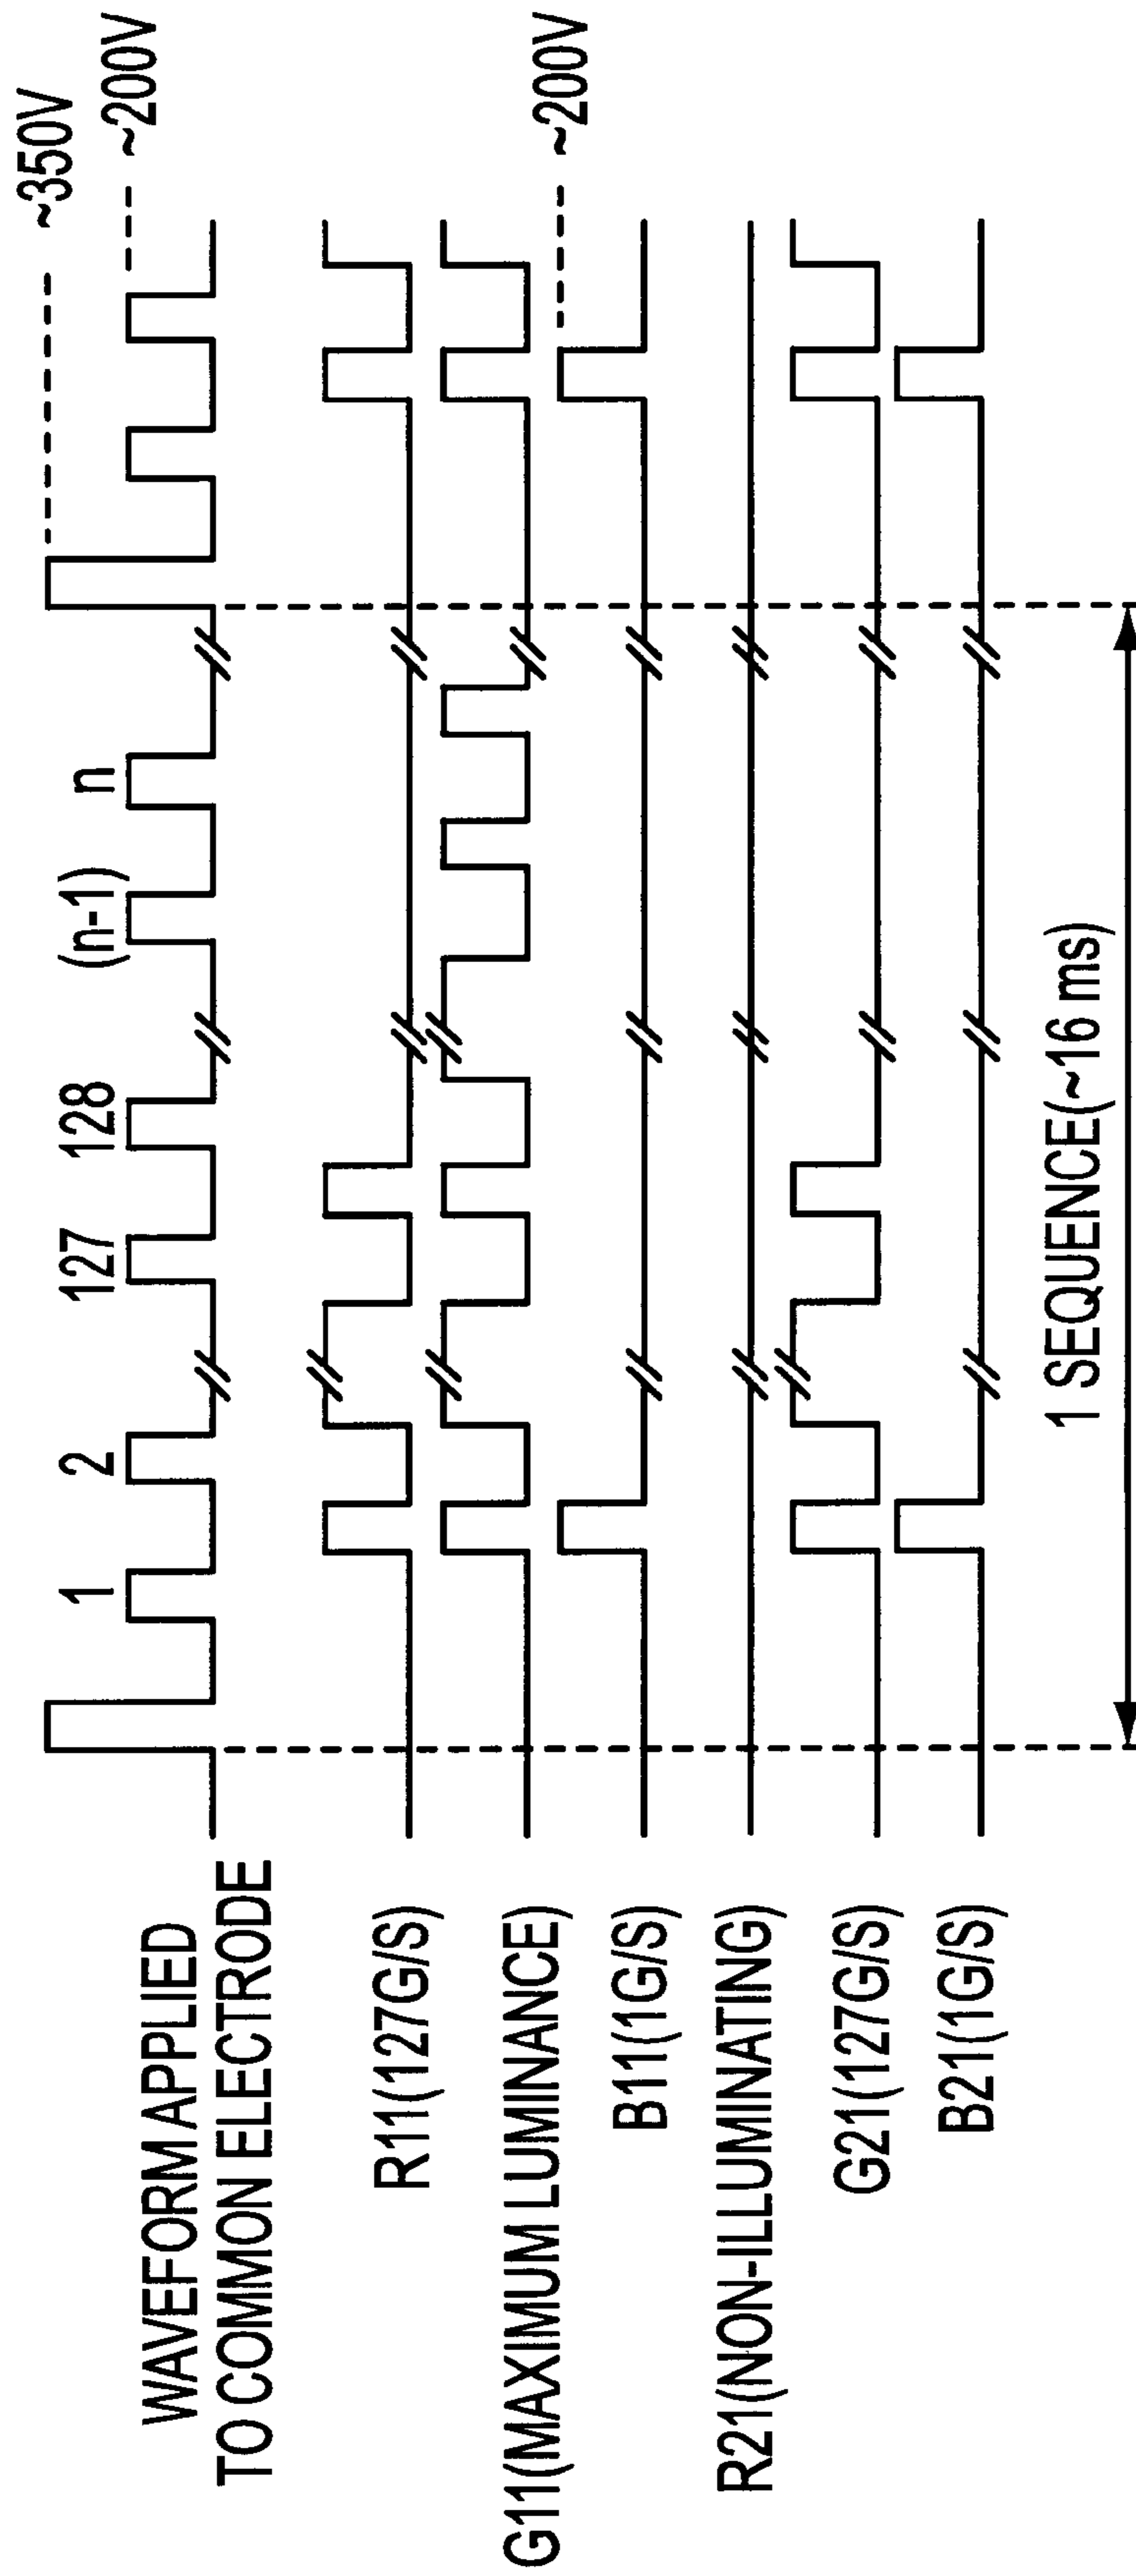 ~350V
~200V
1
2
127
128
(n-1)
n
WAVEFORM APPLIED
TO COMMON ELECTRODE
R11(127G/S)
G11(MAXIMUM LUMINANCE)
~200V
B11(1G/S)
R21(NON-ILLUMINATING)
G21(127G/S)
B21(1G/S)
1 SEQUENCE(~16 ms)